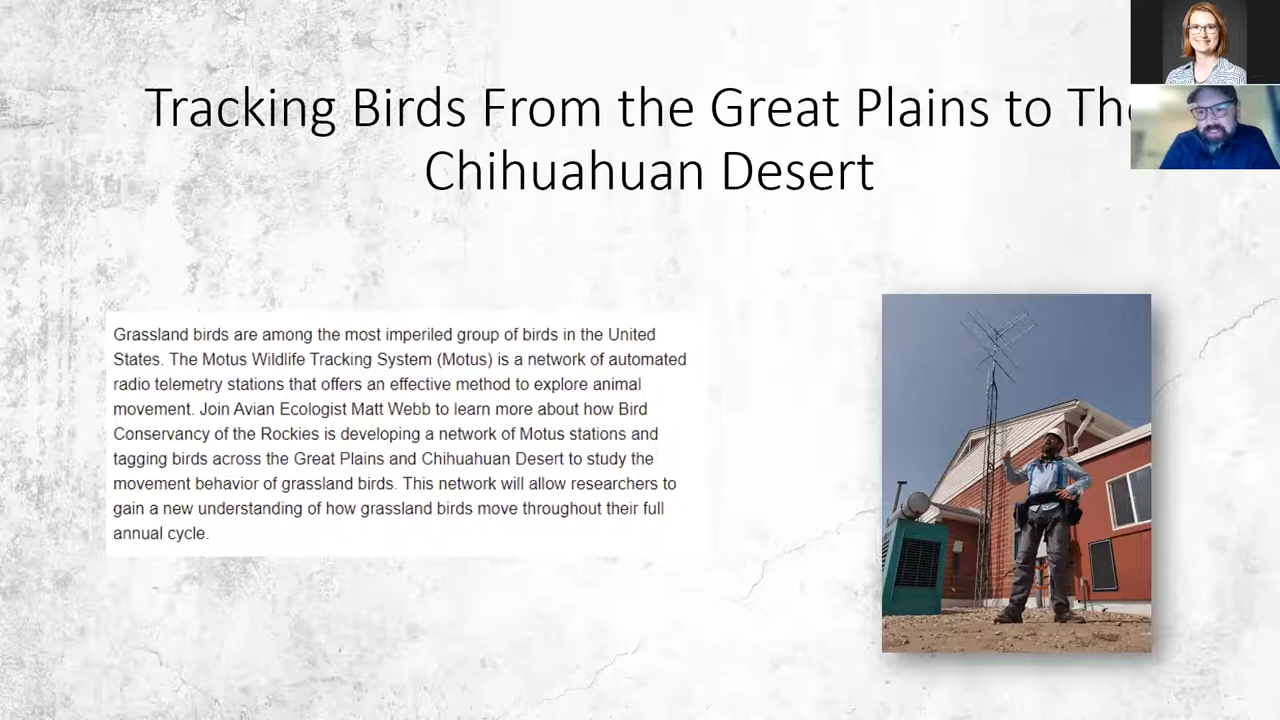 Tracking Birds From the Great Plains to The
Chihuahuan Desert
Grassland birds are among the most imperiled group of birds in the United
States. The Motus Wildlife Tracking System (Motus) is a network of automated
radio telemetry stations that offers an effective method to explore animal
movement. Join Avian Ecologist Matt Webb to learn more about how Bird
Conservancy of the Rockies is developing a network of Motus stations and
tagging birds across the Great Plains and Chihuahuan Desert to study the
movement behavior of grassland birds. This network will allow researchers to
gain a new understanding of how grassland birds move throughout their full
annual cycle.